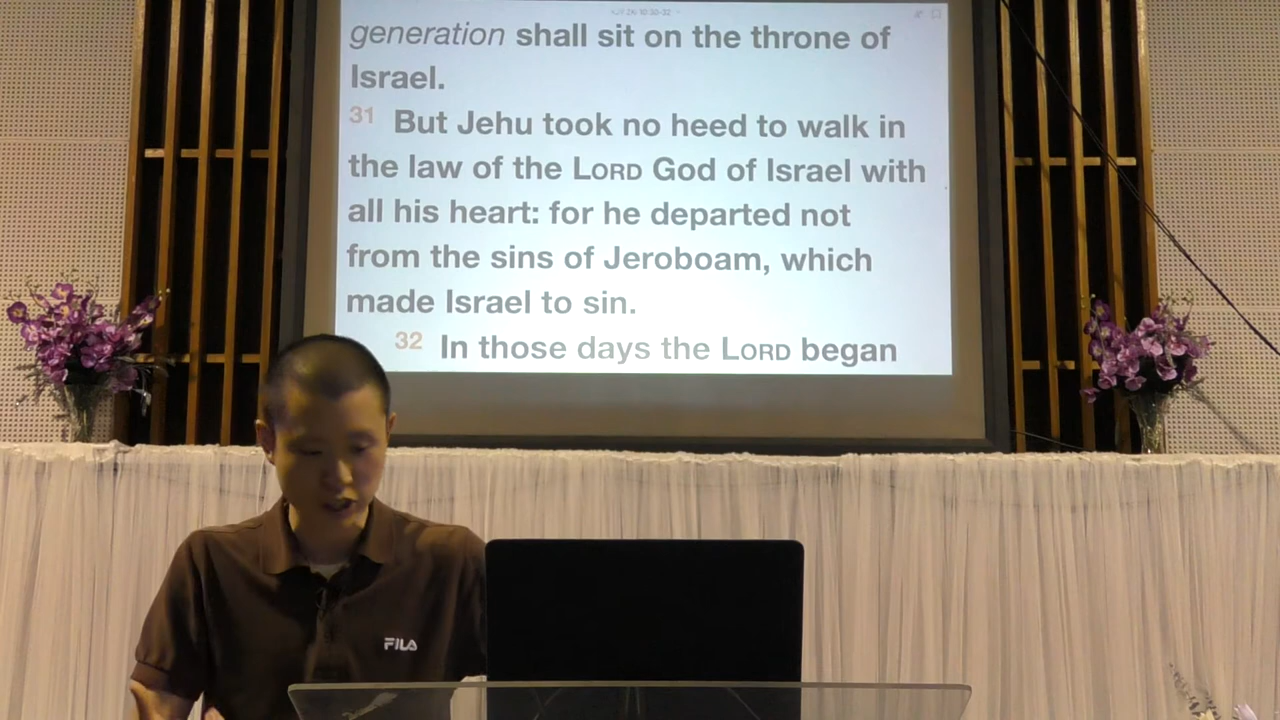 generation shall sit on the throne of
Israel.
31 But Jehu took no heed to walk in
the law of the LORD God of Israel with
all his heart: for he departed not
from the sins of Jeroboam, which
made Israel to sin.
32 In those days the LORD began
FILA